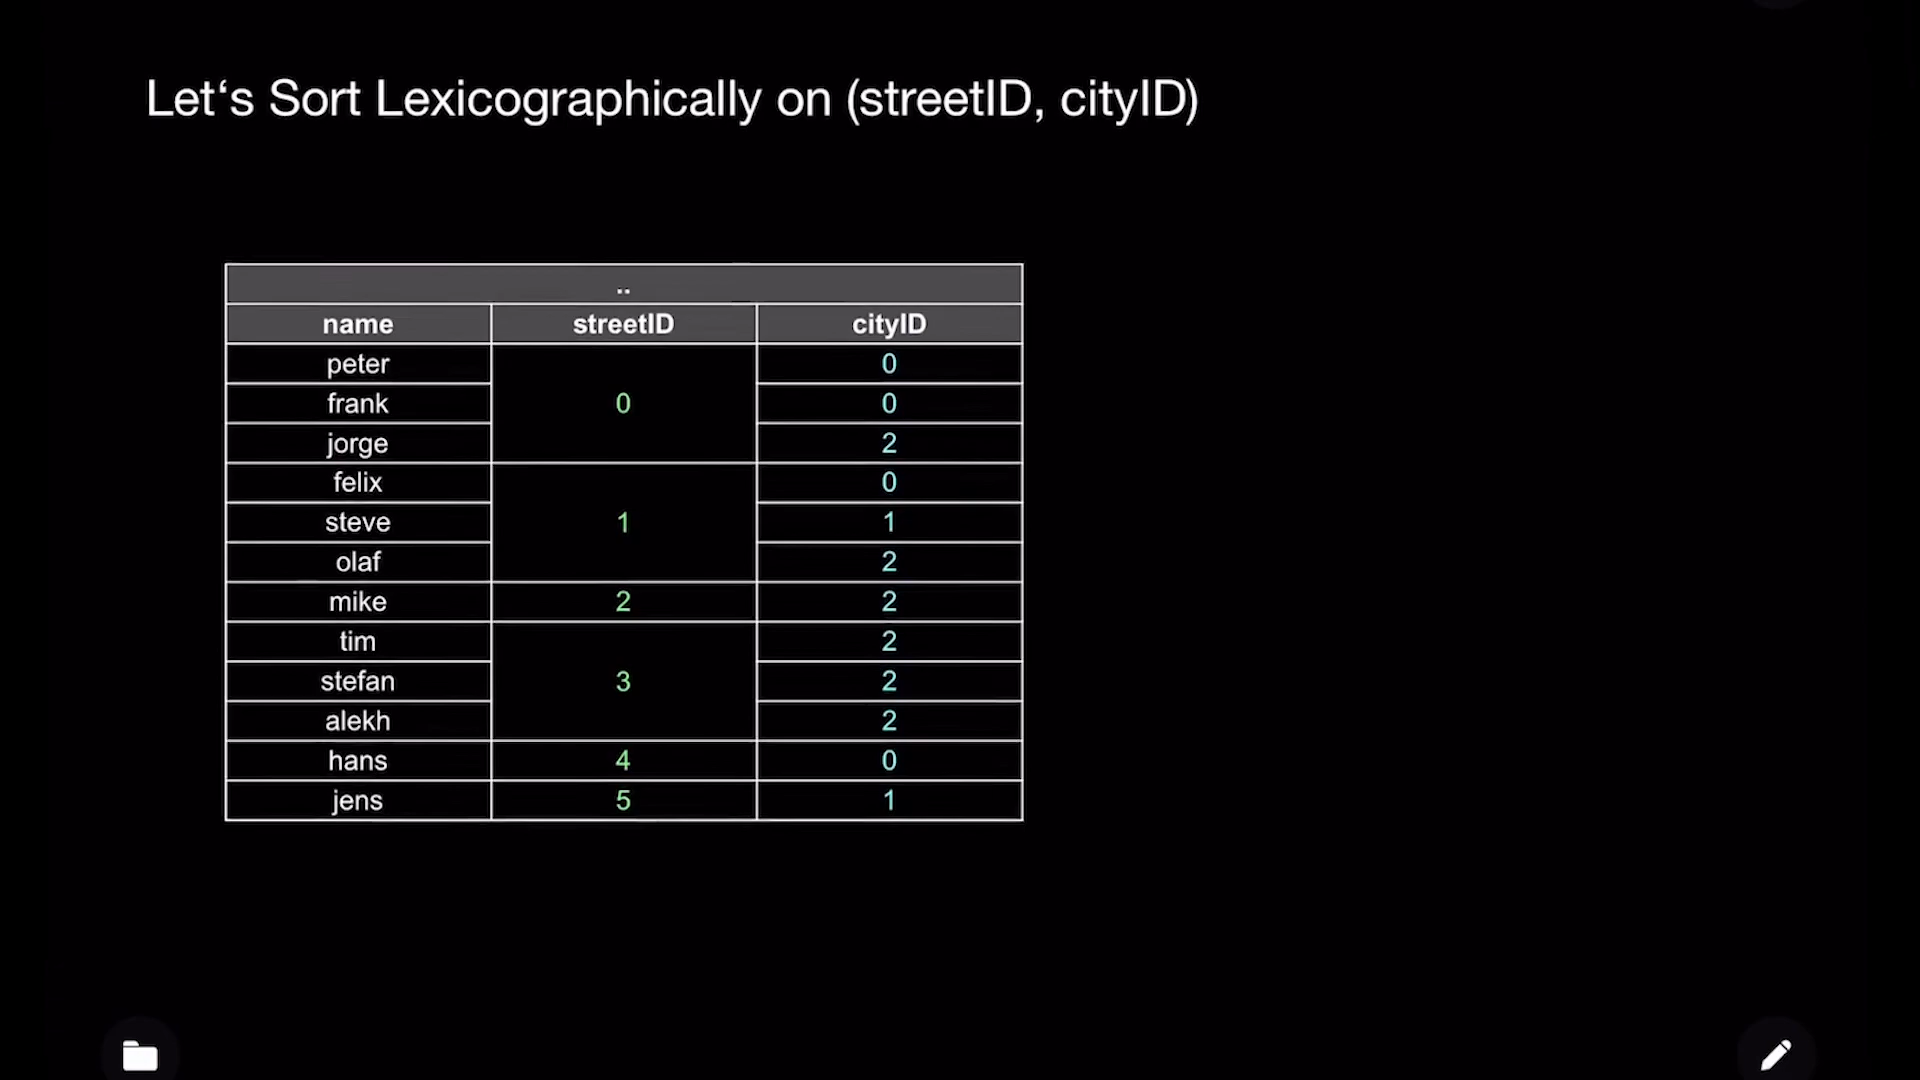 Let‘s Sort Lexicographically on (streetID, cityID)
..
name streetID cityID
peter 0
frank 0 0
jorge 2
felix 0
steve 1 1
olaf 2
mike 2 2
tim 2
stefan 3 2
alekh 2
hans 4 0
jens 5 1